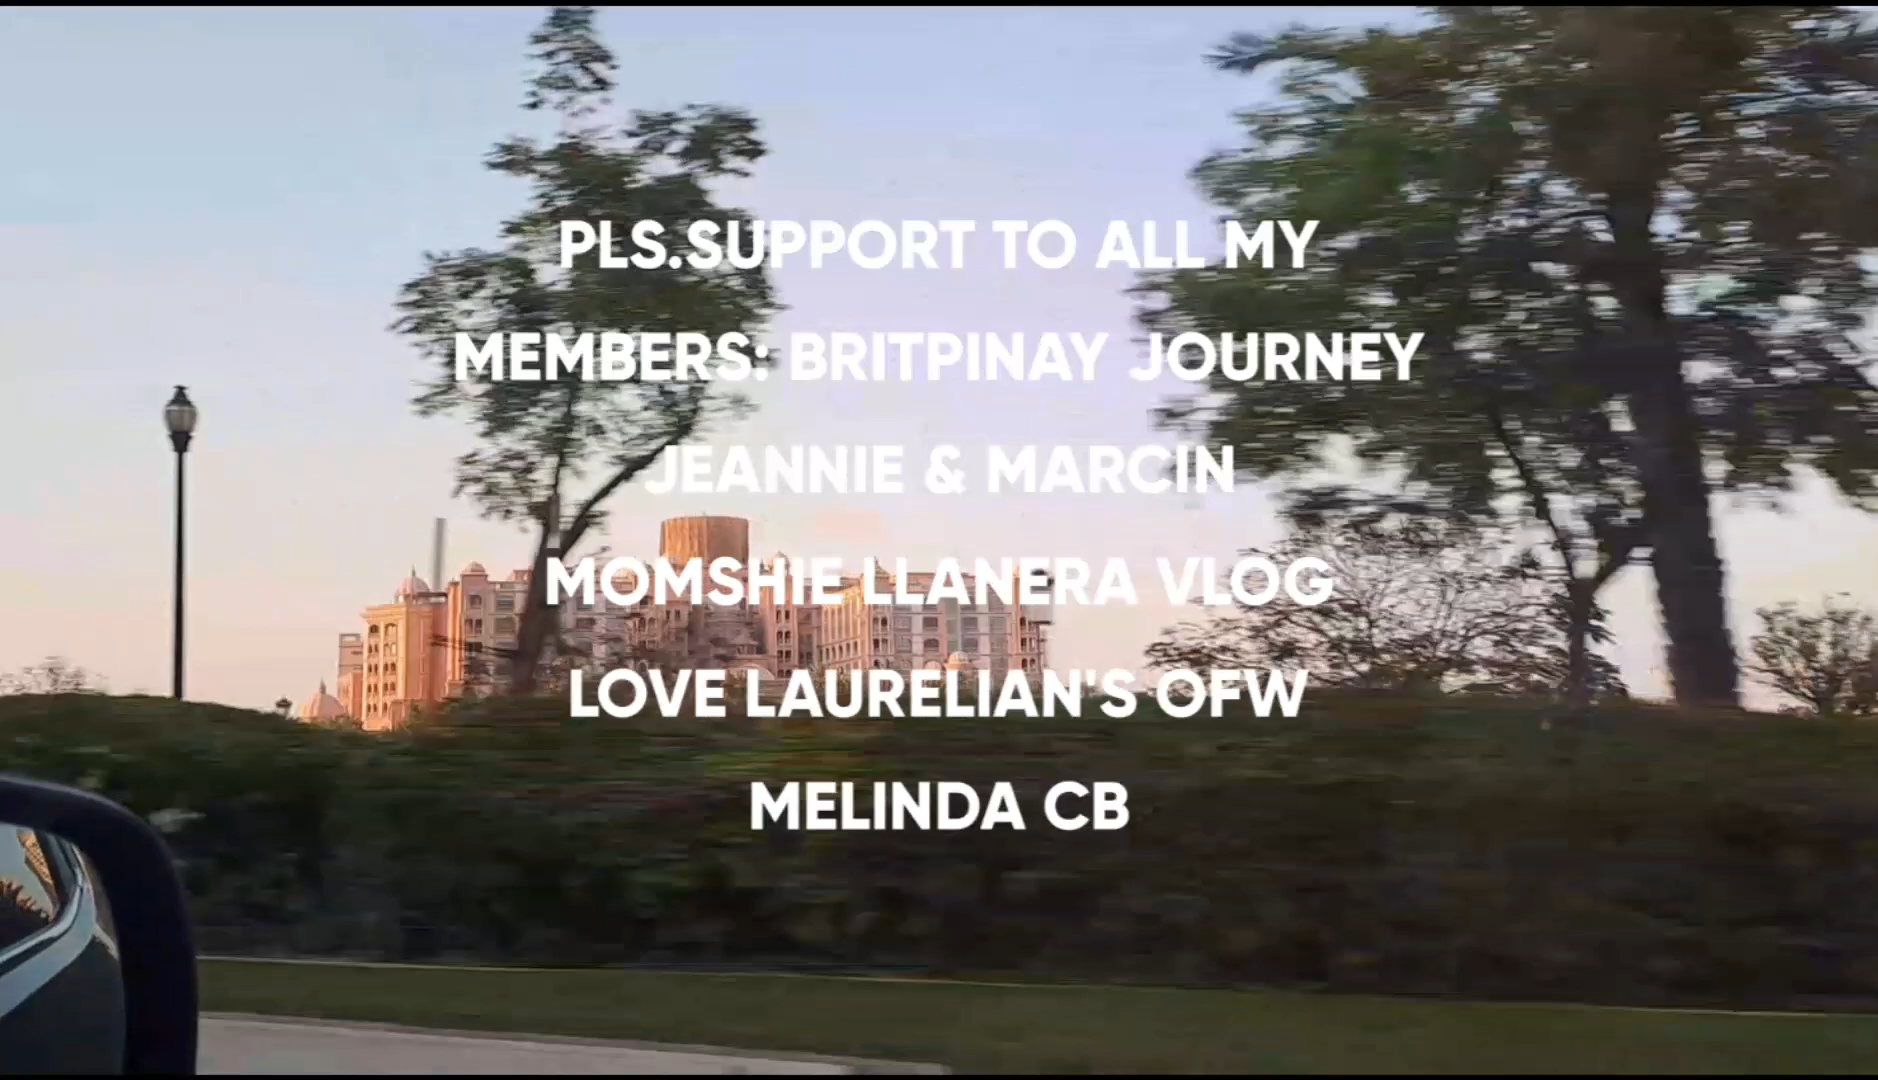 PLS.SUPPORT TO ALL MY
MEMBERS: BRITPINAY JOURNEY
JEANNIE & MARCIN
MOMSHIE LLANERA VLOG
LOVE LAURELIAN'S OFW
MELINDA CB